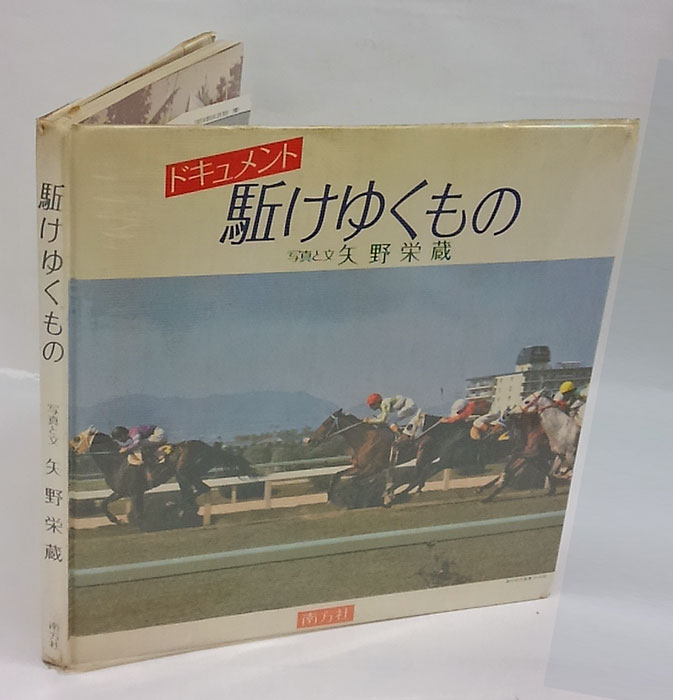 ドキュメント
駈けゆくもの
写真と文 矢野栄蔵
南方社
駈けゆくもの
写真と文 矢野栄蔵
南方社